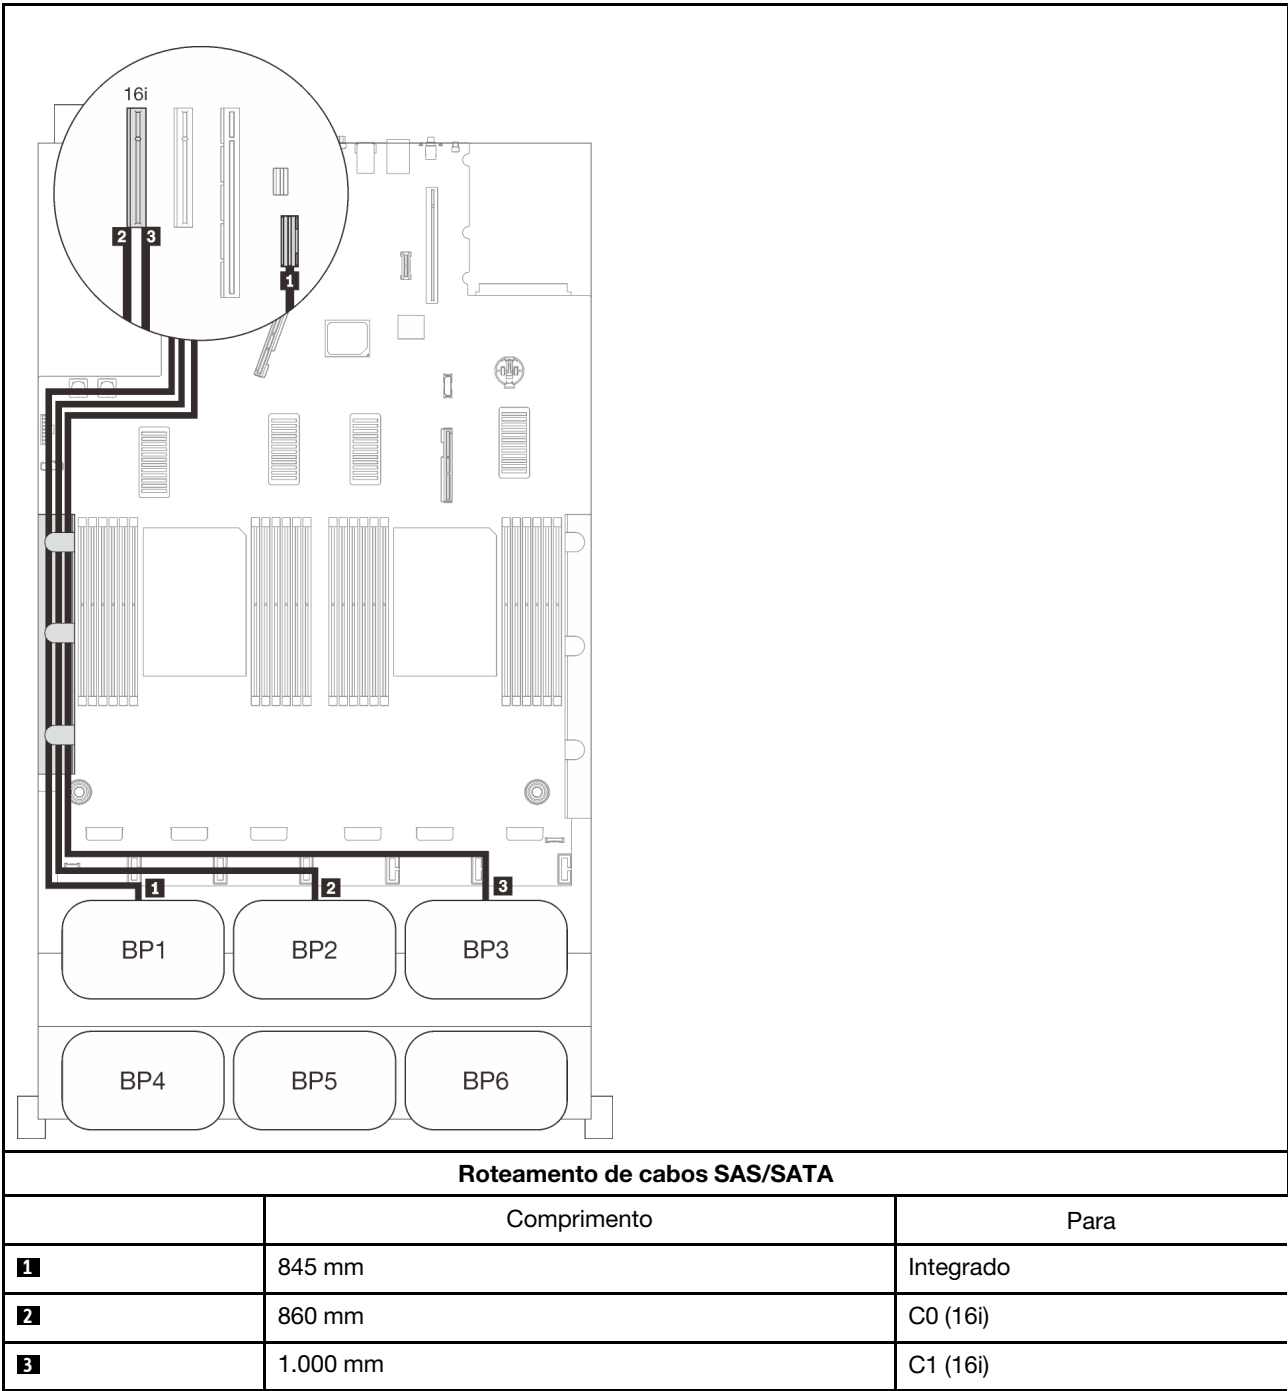 16i
2 3
1
1 2 3
BP1 BP2 BP3
BP4 BP5 BP6
Roteamento de cabos SAS/SATA
Comprimento Para
1 845 mm Integrado
2 860 mm C0 (16i)
3 1.000 mm C1 (16i)